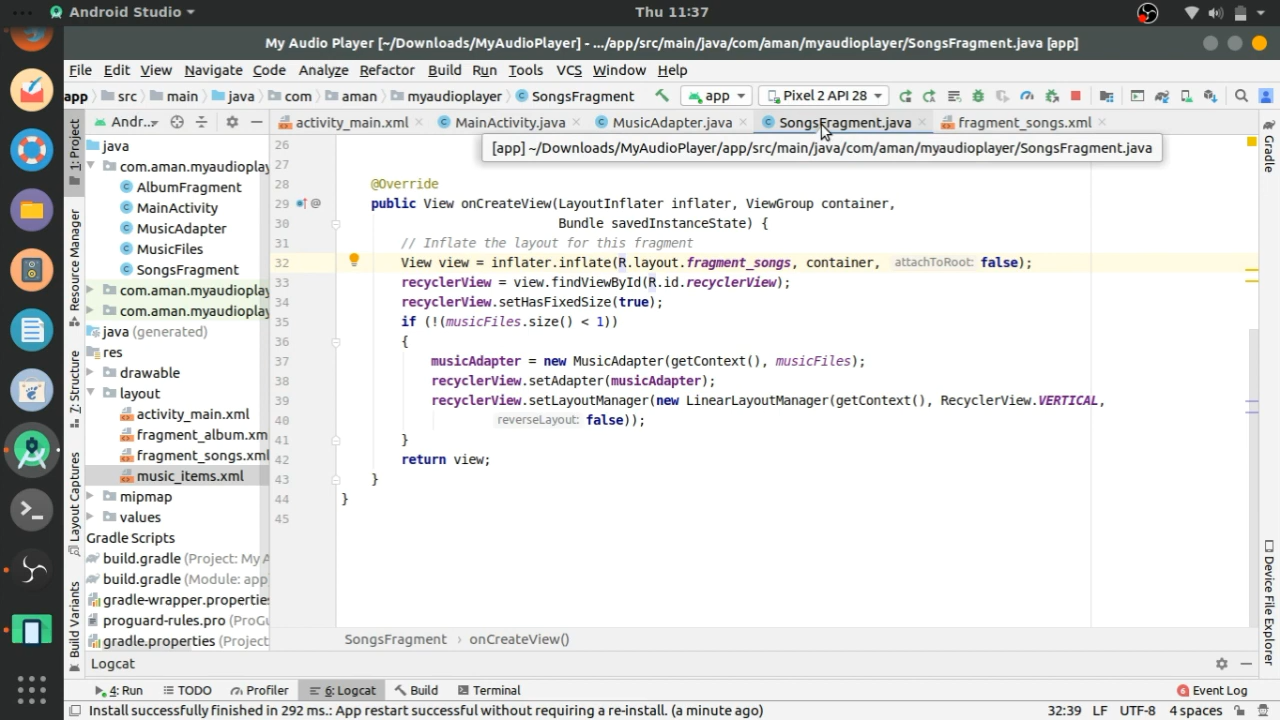 Android Studio
Thu 11:37
My Audio Player [~/Downloads/MyAudioPlayer] - .../app/src/main/java/com/aman/myaudioplayer/SongsFragment.java [app]
File Edit View Navigate Code Analyze Refactor Build Run Tools VCS Window Help
app src main java com aman myaudioplayer SongsFragment app Pixel 2 API 28
1: Project
Resource Manager
7: Structure
Layout Captures
Build Variants
Andr...
java
com.aman.myaudiopla
AlbumFragment
MainActivity
MusicAdapter
MusicFiles
SongsFragment
com.aman.myaudiopla
com.aman.myaudiopla
java (generated)
res
drawable
layout
activity_main.xml
fragment_album.xm
fragment_songs.xml
music_items.xml
mipmap
values
Gradle Scripts
build.gradle (Project: My A
build.gradle (Module: app
gradle-wrapper.properties
proguard-rules.pro (ProGu
gradle.properties (Project
activity_main.xml MainActivity.java MusicAdapter.java SongsFragment.java fragment_songs.xml
[app] ~/Downloads/MyAudioPlayer/app/src/main/java/com/aman/myaudioplayer/SongsFragment.java
26
27
28 @Override
29 public View onCreateView(LayoutInflater inflater, ViewGroup container,
30 Bundle savedInstanceState) {
31 // Inflate the layout for this fragment
32 View view = inflater.inflate(R.layout.fragment_songs, container, attachToRoot: false);
33 recyclerView = view.findViewById(R.id.recyclerView);
34 recyclerView.setHasFixedSize(true);
35 if (!(musicFiles.size() < 1))
36 {
37 musicAdapter = new MusicAdapter(getContext(), musicFiles);
38 recyclerView.setAdapter(musicAdapter);
39 recyclerView.setLayoutManager(new LinearLayoutManager(getContext(), RecyclerView.VERTICAL,
40 reverseLayout: false));
41 }
42 return view;
43 }
44 }
45
SongsFragment › onCreateView()
Gradle
Device File Explorer
Logcat
4: Run TODO Profiler 6: Logcat Build Terminal 6 Event Log
Install successfully finished in 292 ms.: App restart successful without requiring a re-install. (a minute ago) 32:39 LF UTF-8 4 spaces